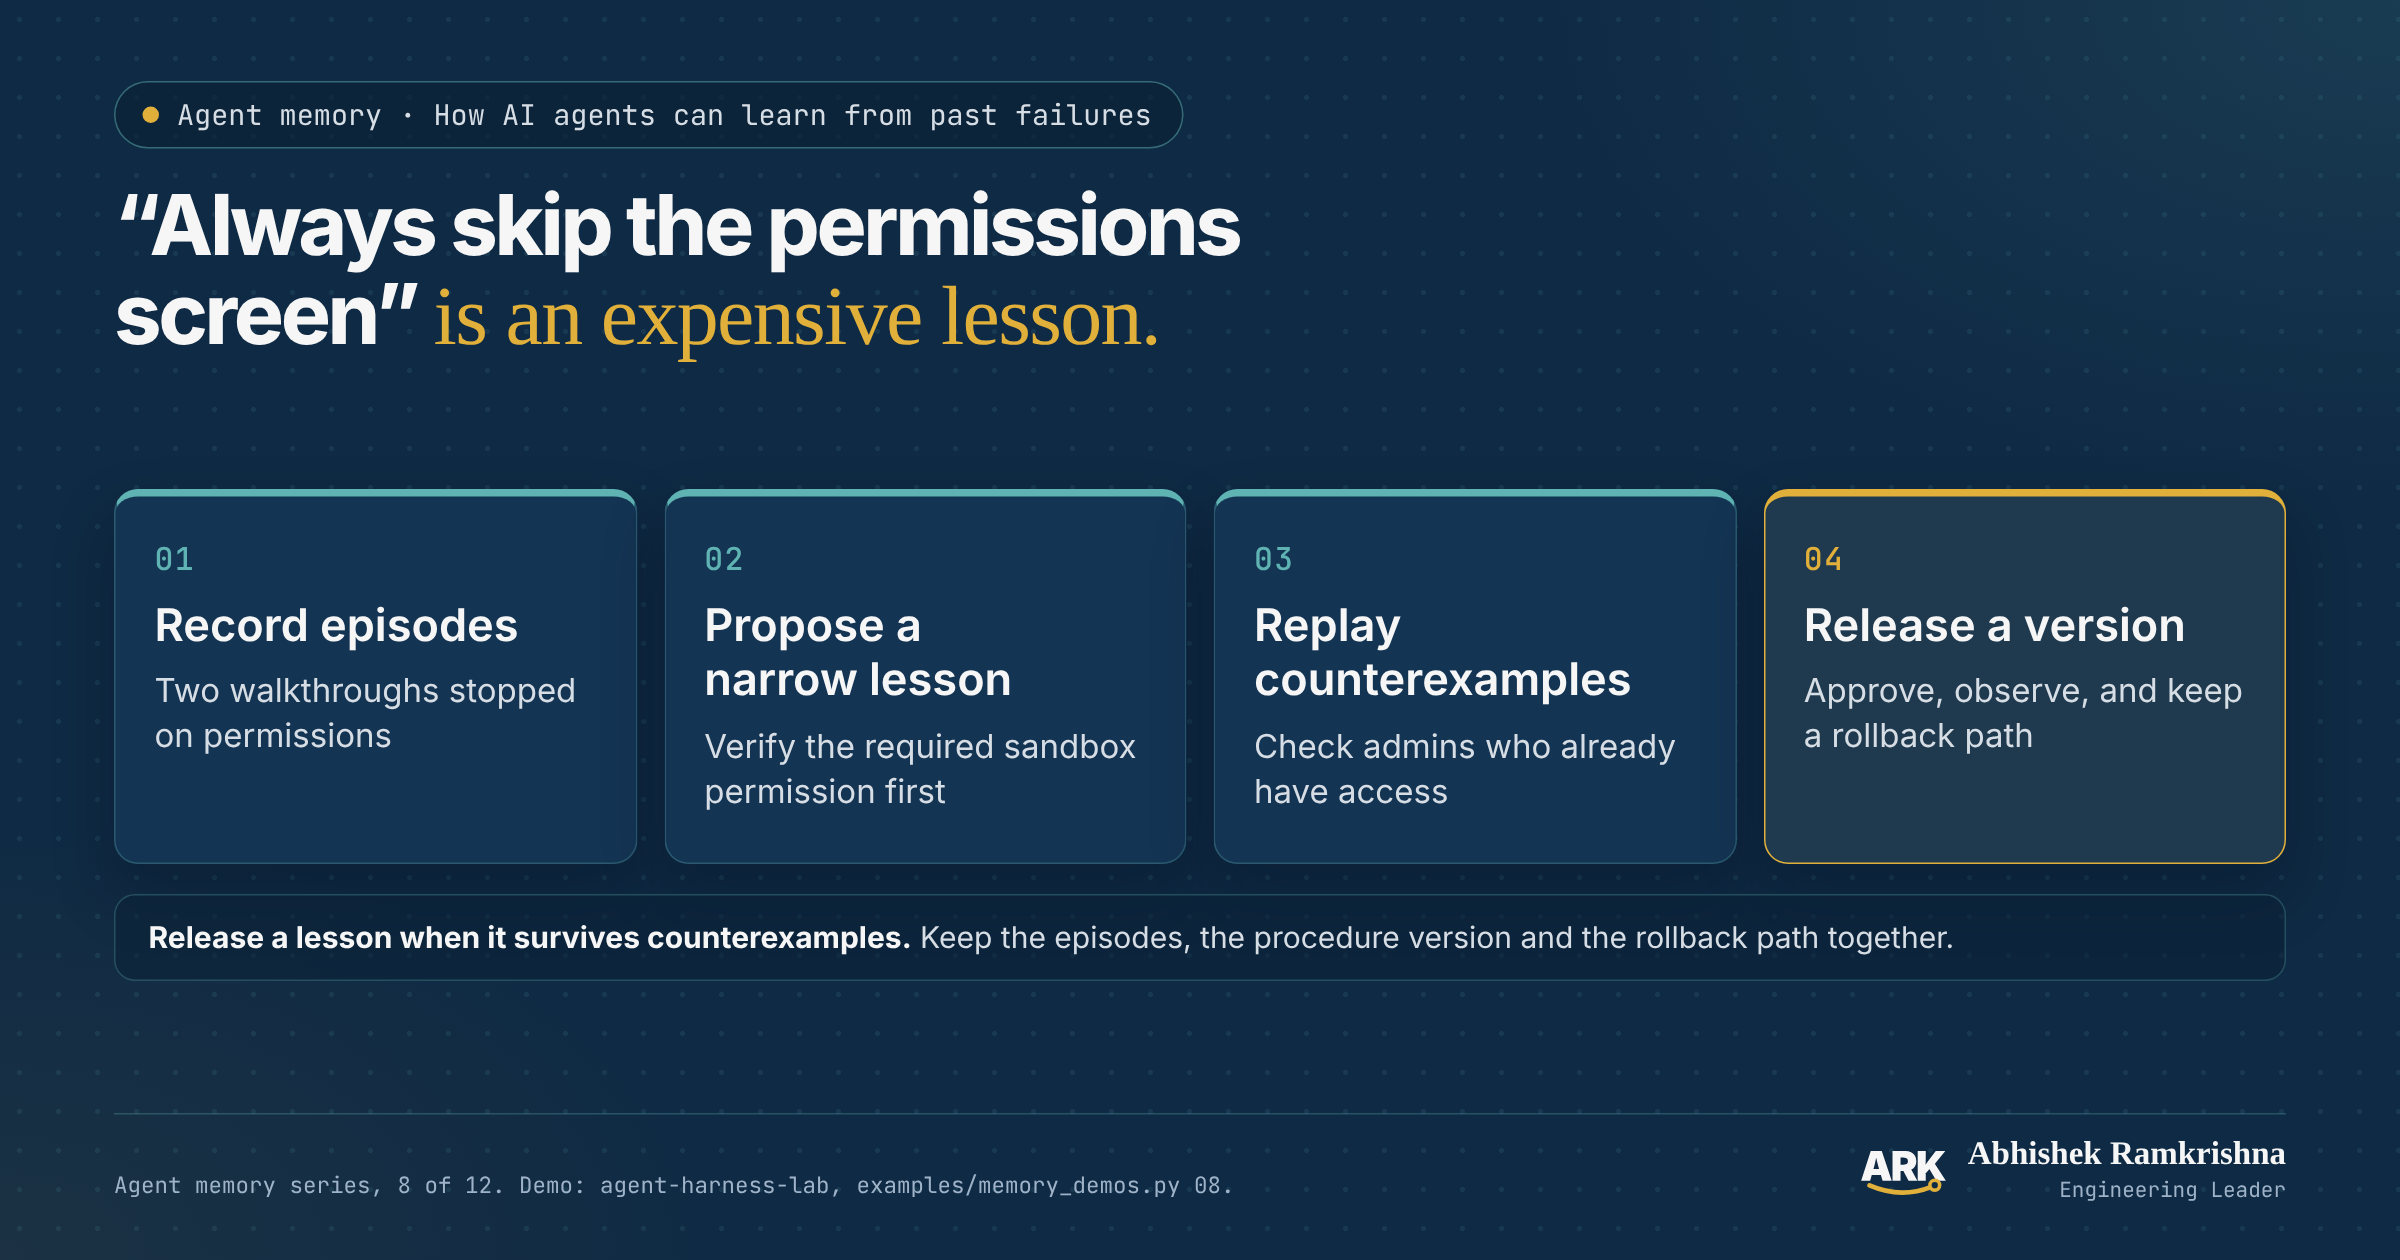 Agent memory · How AI agents can learn from past failures
“Always skip the permissions
screen” is an expensive lesson.
01
Record episodes
Two walkthroughs stopped
on permissions
02
Propose a
narrow lesson
Verify the required sandbox
permission first
03
Replay
counterexamples
Check admins who already
have access
04
Release a version
Approve, observe, and keep
a rollback path
Release a lesson when it survives counterexamples. Keep the episodes, the procedure version and the rollback path together.
Agent memory series, 8 of 12. Demo: agent-harness-lab, examples/memory_demos.py 08.
ARK
Abhishek Ramkrishna
Engineering Leader